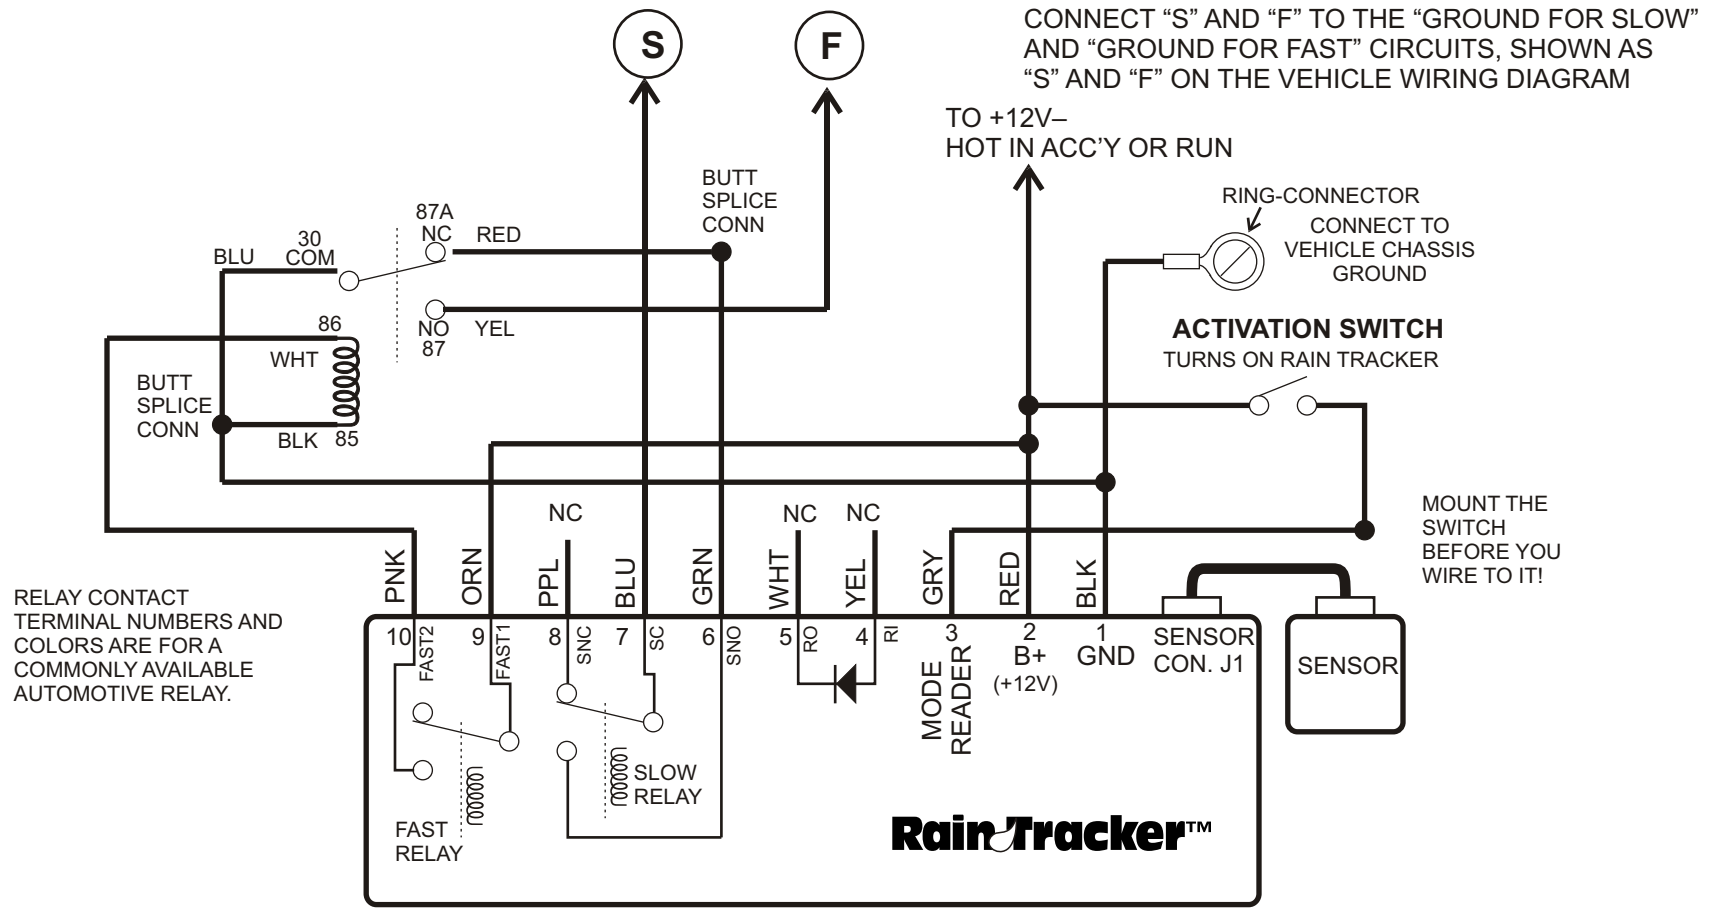 S
F
CONNECT “S” AND “F” TO THE “GROUND FOR SLOW”
AND “GROUND FOR FAST” CIRCUITS, SHOWN AS
“S” AND “F” ON THE VEHICLE WIRING DIAGRAM
TO +12V–
HOT IN ACC’Y OR RUN
BUTT
SPLICE
CONN
RING-CONNECTOR
CONNECT TO
VEHICLE CHASSIS
GROUND
87A
NC
RED
30
COM
BLU
NO
87
YEL
86
WHT
BUTT
SPLICE
CONN
BLK
85
ACTIVATION SWITCH
TURNS ON RAIN TRACKER
MOUNT THE
SWITCH
BEFORE YOU
WIRE TO IT!
NC
NC
NC
PNK
ORN
PPL
BLU
GRN
WHT
YEL
GRY
RED
BLK
RELAY CONTACT
TERMINAL NUMBERS AND
COLORS ARE FOR A
COMMONLY AVAILABLE
AUTOMOTIVE RELAY.
10
FAST2
9
FAST1
8
SNC
7
SC
6
SNO
5
RO
4
RI
3
MODE
READER
2
B+
(+12V)
1
GND
SENSOR
CON. J1
SENSOR
FAST
RELAY
SLOW
RELAY
Rain Tracker™